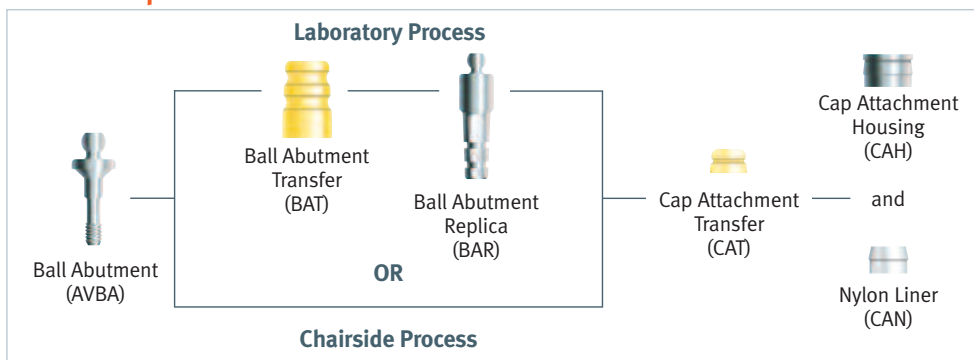 Laboratory Process
Ball Abutment
(AVBA)
Ball Abutment
Transfer
(BAT)
Ball Abutment
Replica
(BAR)
OR
Chairside Process
Cap Attachment
Transfer
(CAT)
Cap Attachment
Housing
(CAH)
and
Nylon Liner
(CAN)